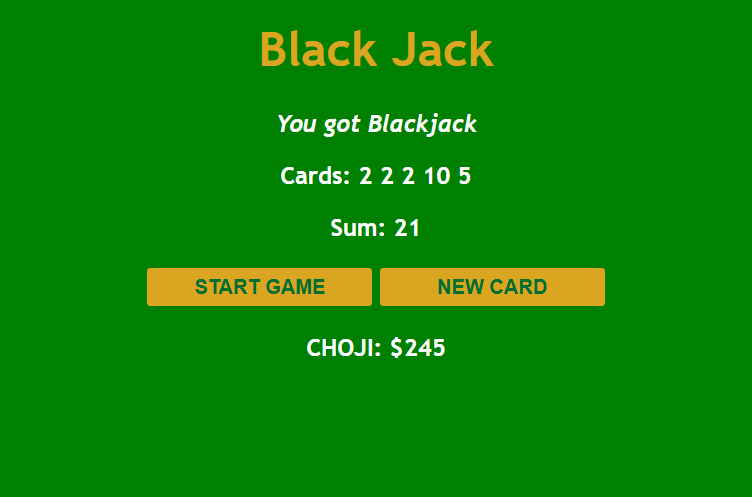 Black Jack
You got Blackjack
Cards: 2 2 2 10 5
Sum: 21
START GAME NEW CARD
CHOJI: $245